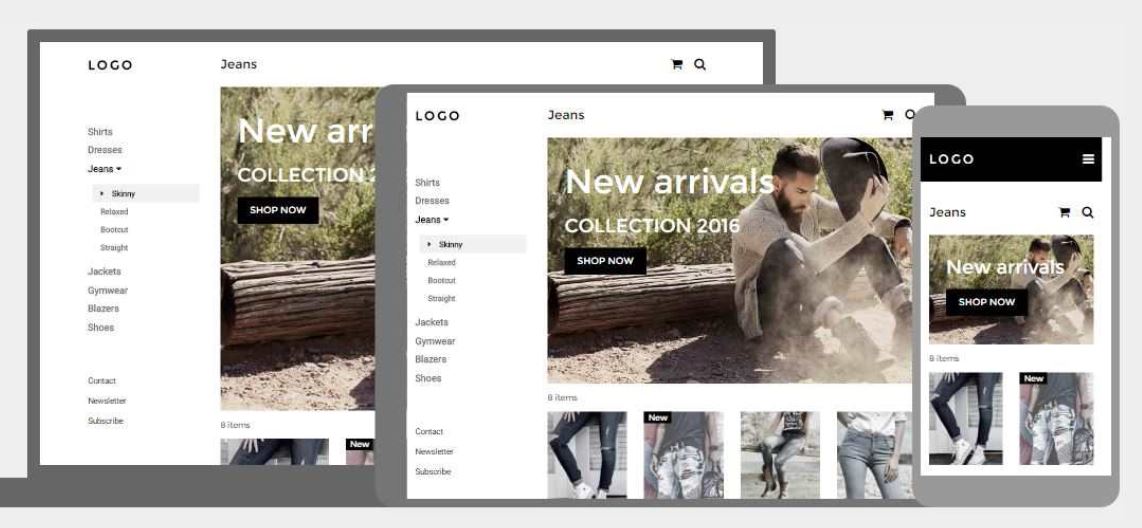 LOGO
Jeans
Shirts
Dresses
Jeans
Skinny
Relaxed
Bootcut
Straight
Jackets
Gymwear
Blazers
Shoes
Contact
Newsletter
Subscribe
New arr
COLLECTION 2
SHOP NOW
8 items
New
LOGO
Jeans
Shirts
Dresses
Jeans
Skinny
Relaxed
Bootcut
Straight
Jackets
Gymwear
Blazers
Shoes
Contact
Newsletter
Subscribe
New arrivals
COLLECTION 2016
SHOP NOW
8 items
New
LOGO
Jeans
New arrivals
SHOP NOW
8 items
New